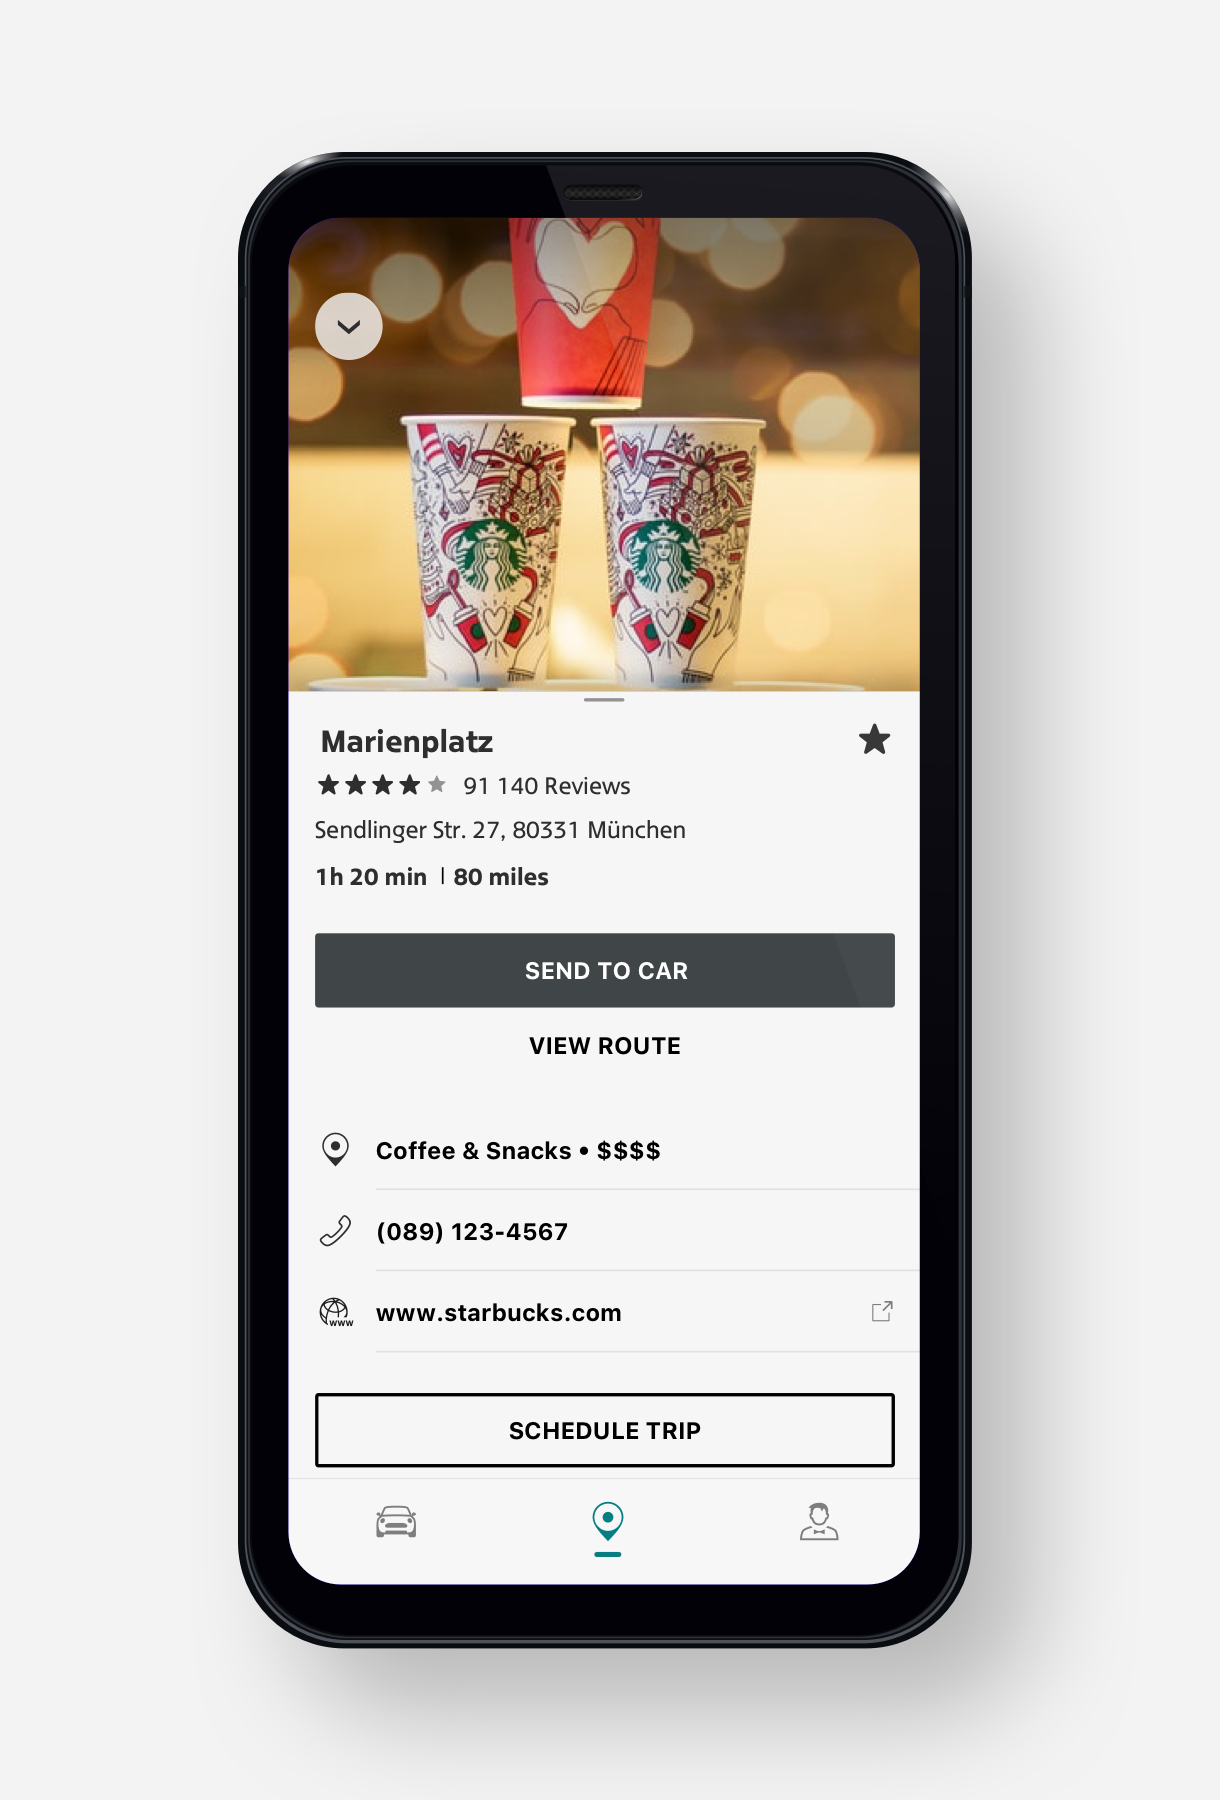 Marienplatz
91 140 Reviews
Sendlinger Str. 27, 80331 München
1h 20 min | 80 miles
SEND TO CAR
VIEW ROUTE
Coffee & Snacks • $$$$
(089) 123-4567
www
www.starbucks.com
SCHEDULE TRIP